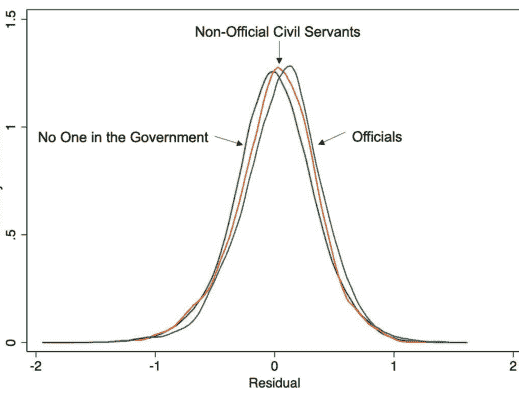 1.5
Non-Official Civil Servants
1
No One in the Government
Officials
.5
0
-2
-1
0
1
2
Residual